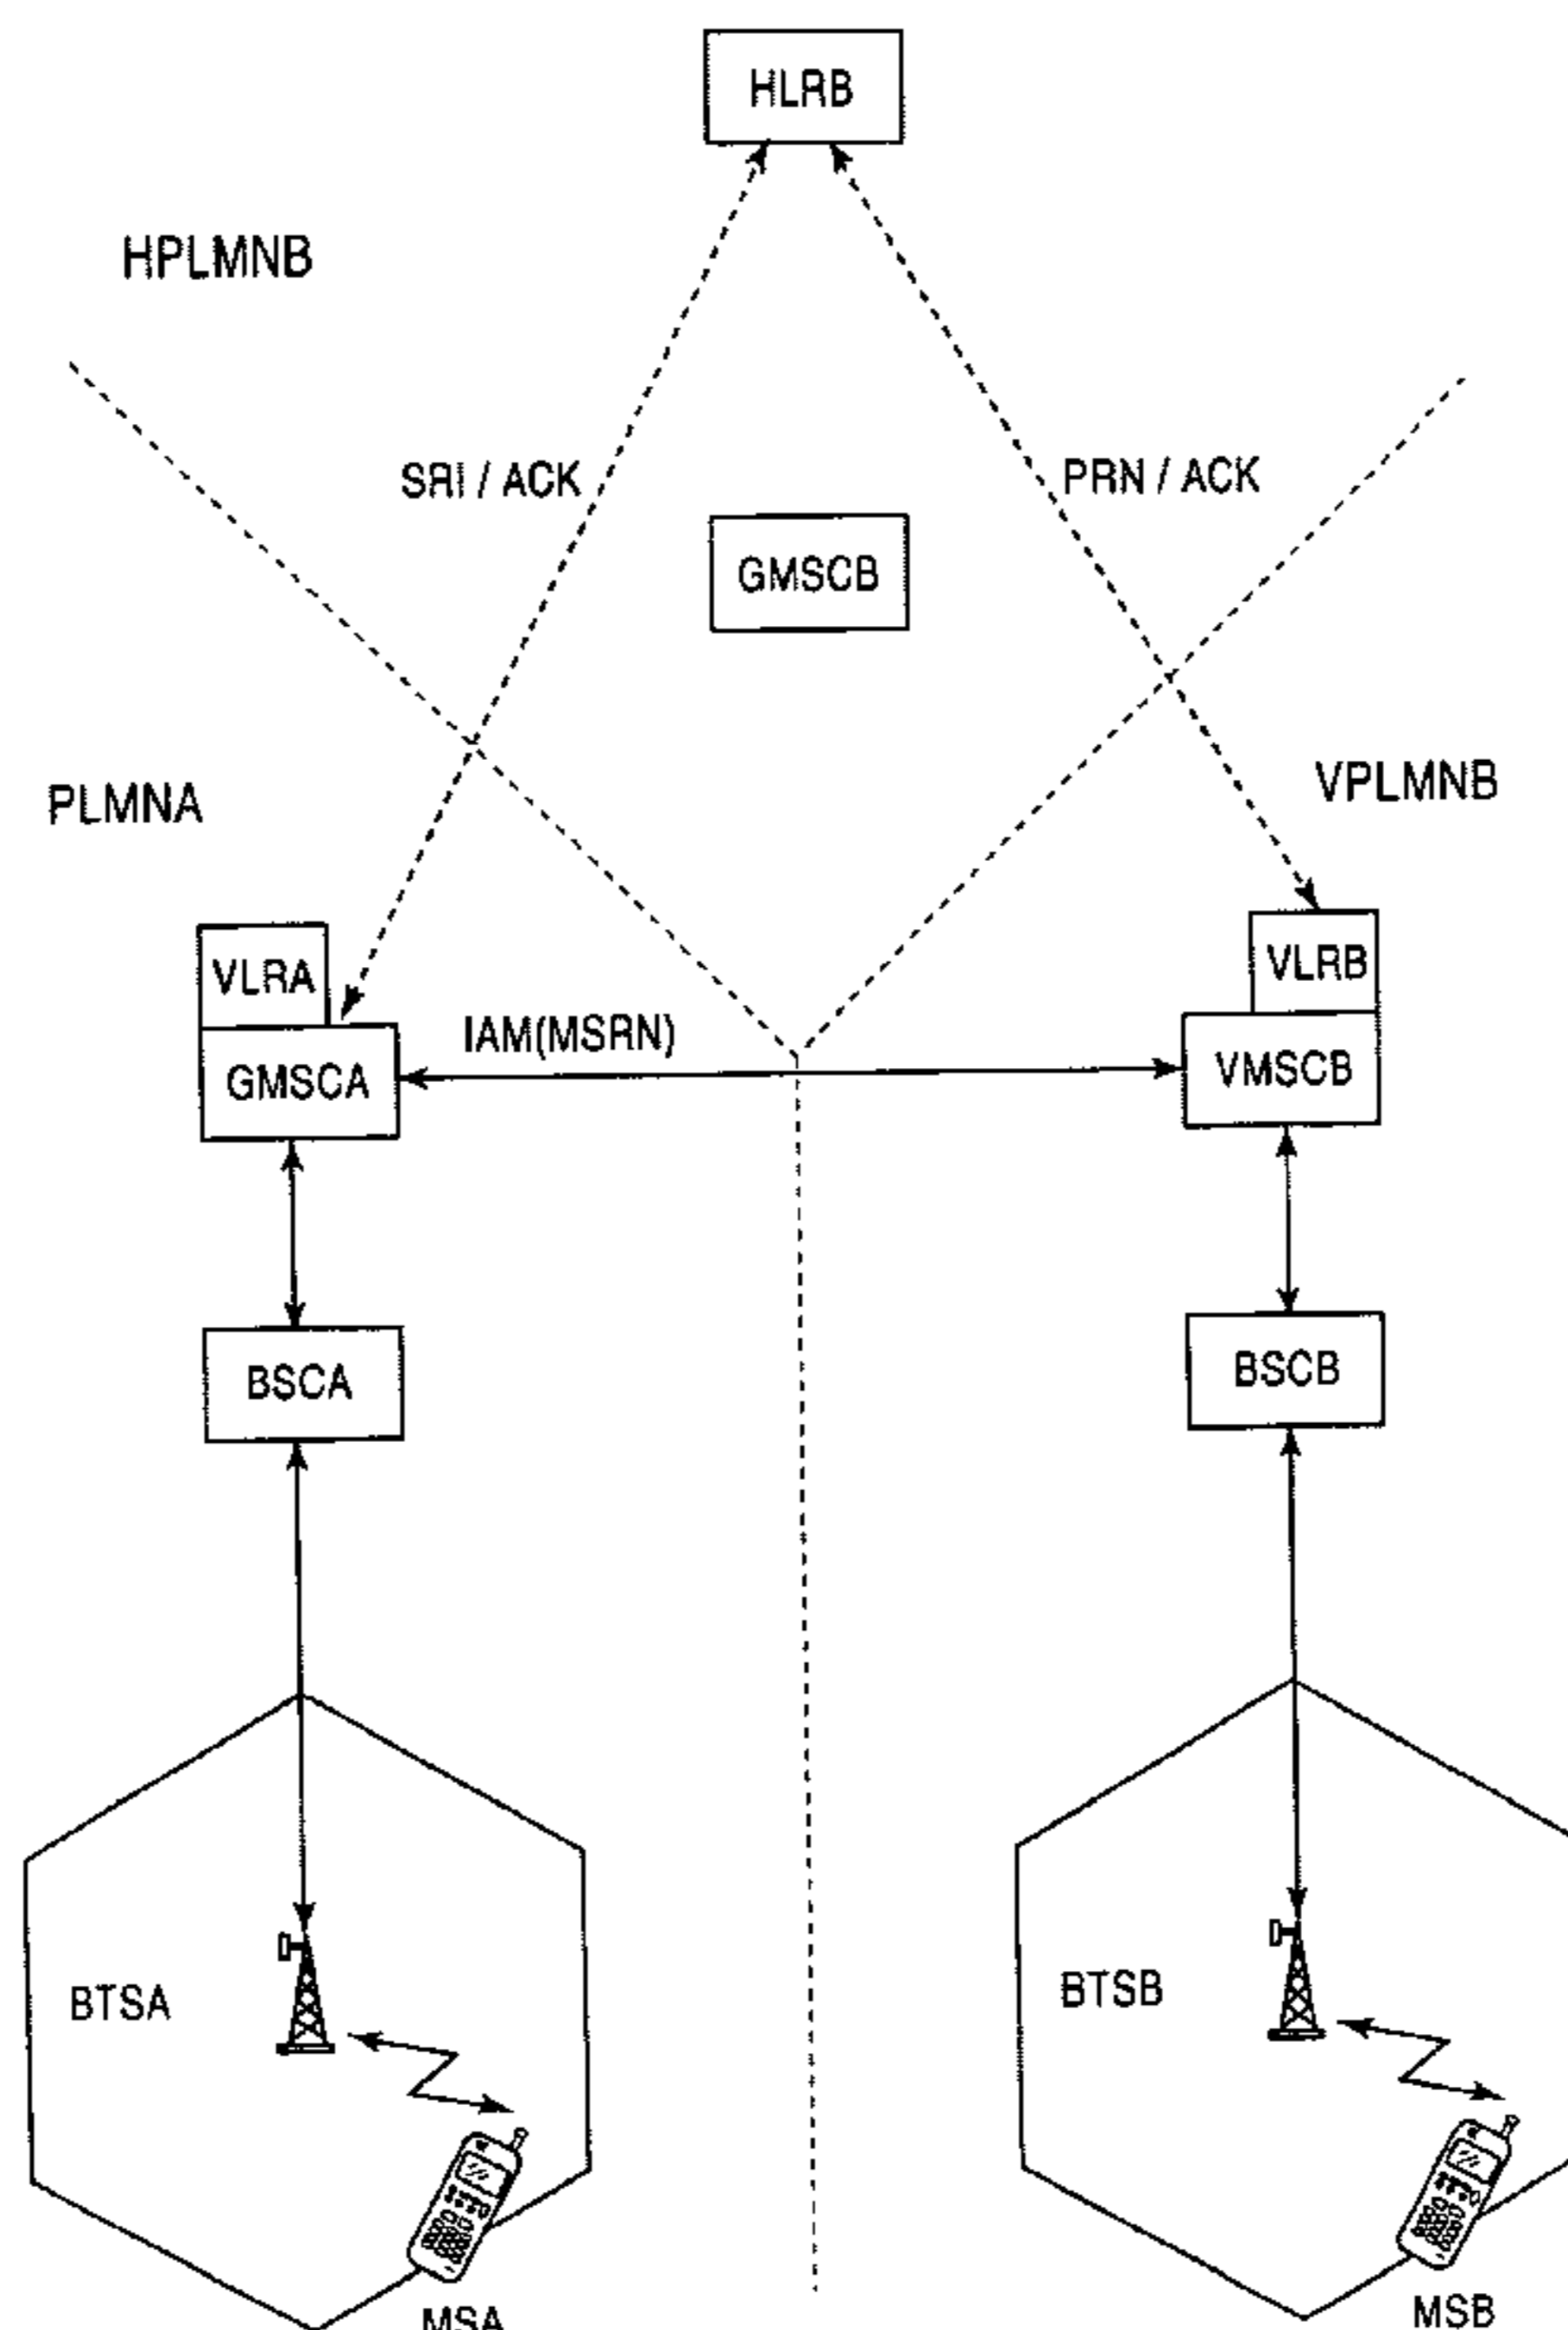 HLRB
HPLMNB
SRI / ACK
PRN / ACK
GMSCB
PLMNA
VPLMNB
VLRA
VLRB
IAM(MSRN)
GMSCA
VMSCB
BSCA
BSCB
BTSA
BTSB
MSA
MSB